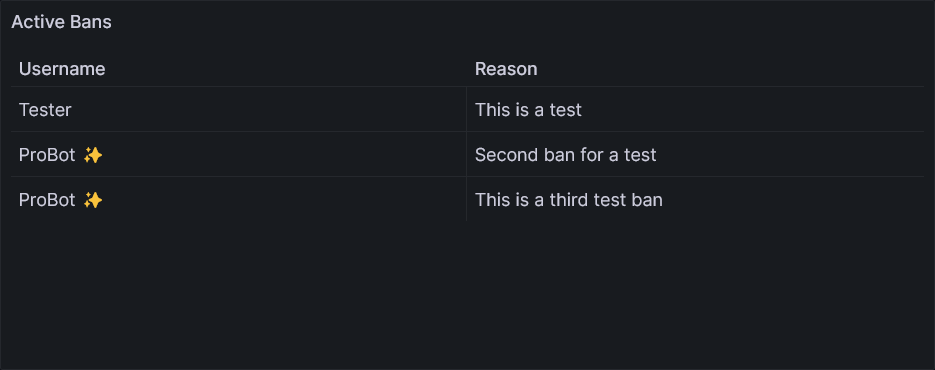 Active Bans
Username Reason
Tester This is a test
ProBot ✨ Second ban for a test
ProBot ✨ This is a third test ban